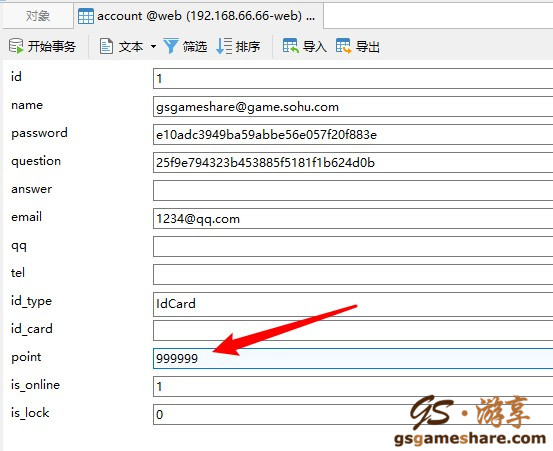 对象
account @web (192.168.66.66-web) ...
开始事务 文本 筛选 排序 导入 导出
id 1
name gsgameshare@game.sohu.com
password e10adc3949ba59abbe56e057f20f883e
question 25f9e794323b453885f5181f1b624d0b
answer
email 1234@qq.com
qq
tel
id_type IdCard
id_card
point 999999
is_online 1
is_lock 0
GS·游享
gsgameshare.com